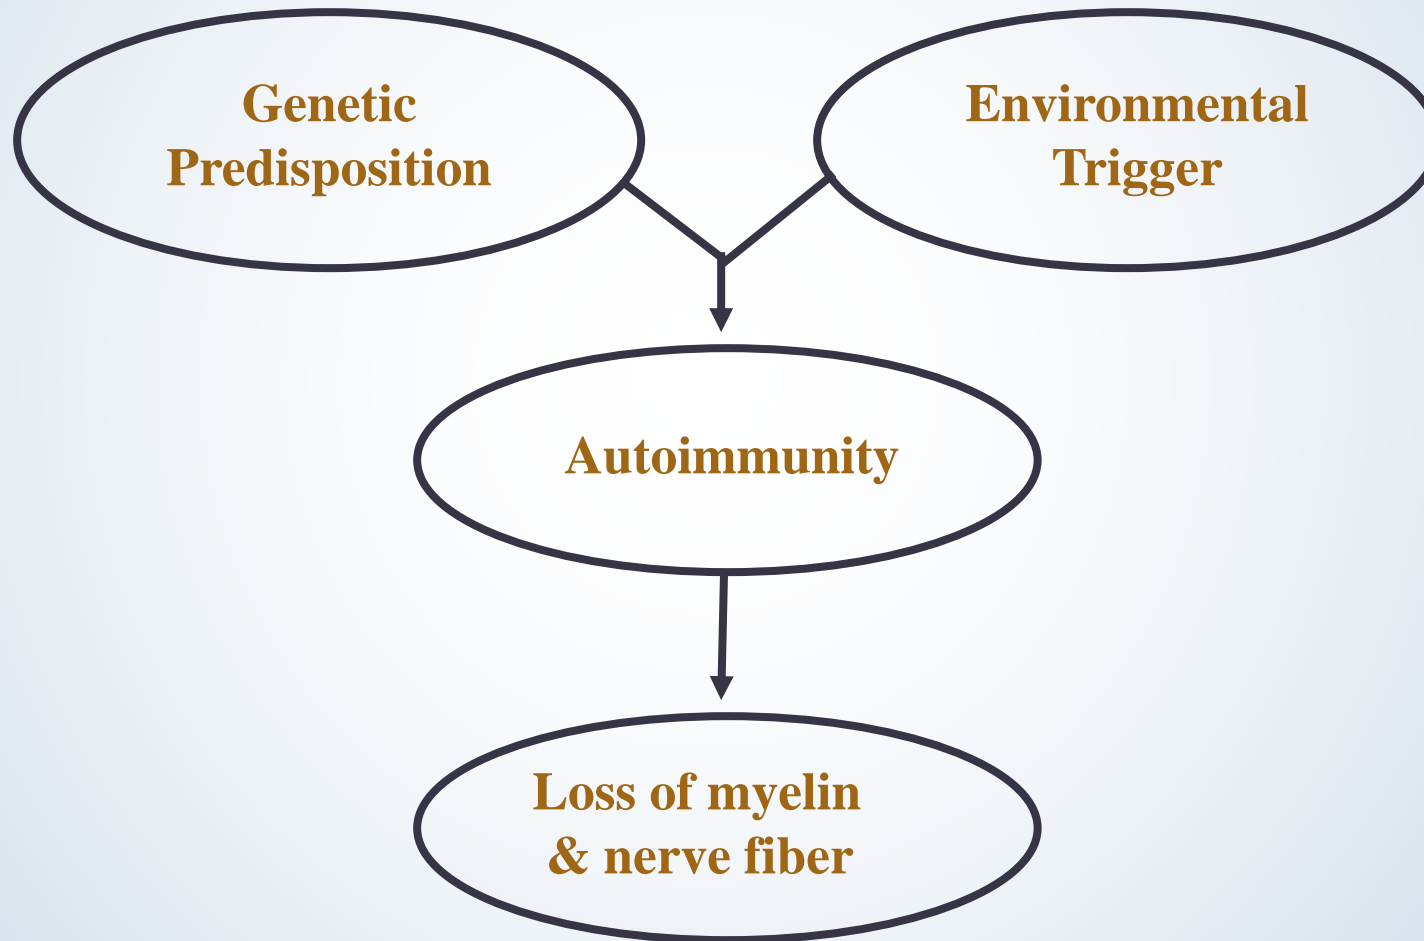 Genetic
Predisposition
Environmental
Trigger
Autoimmunity
Loss of myelin
& nerve fiber